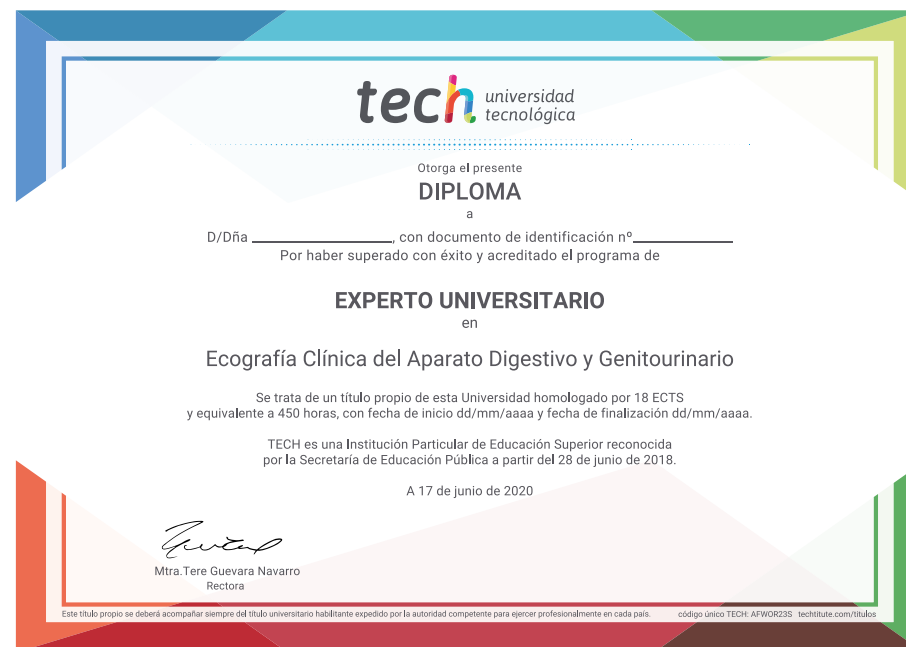 tech universidad
tecnológica
Otorga el presente
DIPLOMA
a
D/Dña ________________, con documento de identificación nº____________
Por haber superado con éxito y acreditado el programa de
EXPERTO UNIVERSITARIO
en
Ecografía Clínica del Aparato Digestivo y Genitourinario
Se trata de un título propio de esta Universidad homologado por 18 ECTS
y equivalente a 450 horas, con fecha de inicio dd/mm/aaaa y fecha de finalización dd/mm/aaaa.
TECH es una Institución Particular de Educación Superior reconocida
por la Secretaría de Educación Pública a partir del 28 de junio de 2018.
A 17 de junio de 2020
Mtra.Tere Guevara Navarro
Rectora
Este título propio se deberá acompañar siempre del título universitario habilitante expedido por la autoridad competente para ejercer profesionalmente en cada país. código único TECH: AFWOR23S techtitute.com/titulos